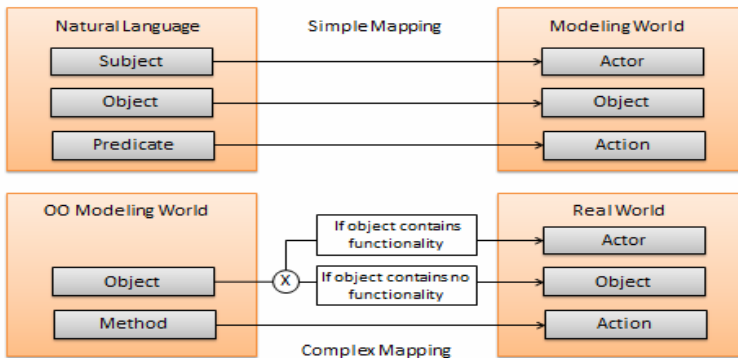 Natural Language
Simple Mapping
Modeling World
Subject
Actor
Object
Object
Predicate
Action
OO Modeling World
Real World
If object contains
functionality
Actor
Object
X
If object contains no
functionality
Object
Method
Action
Complex Mapping